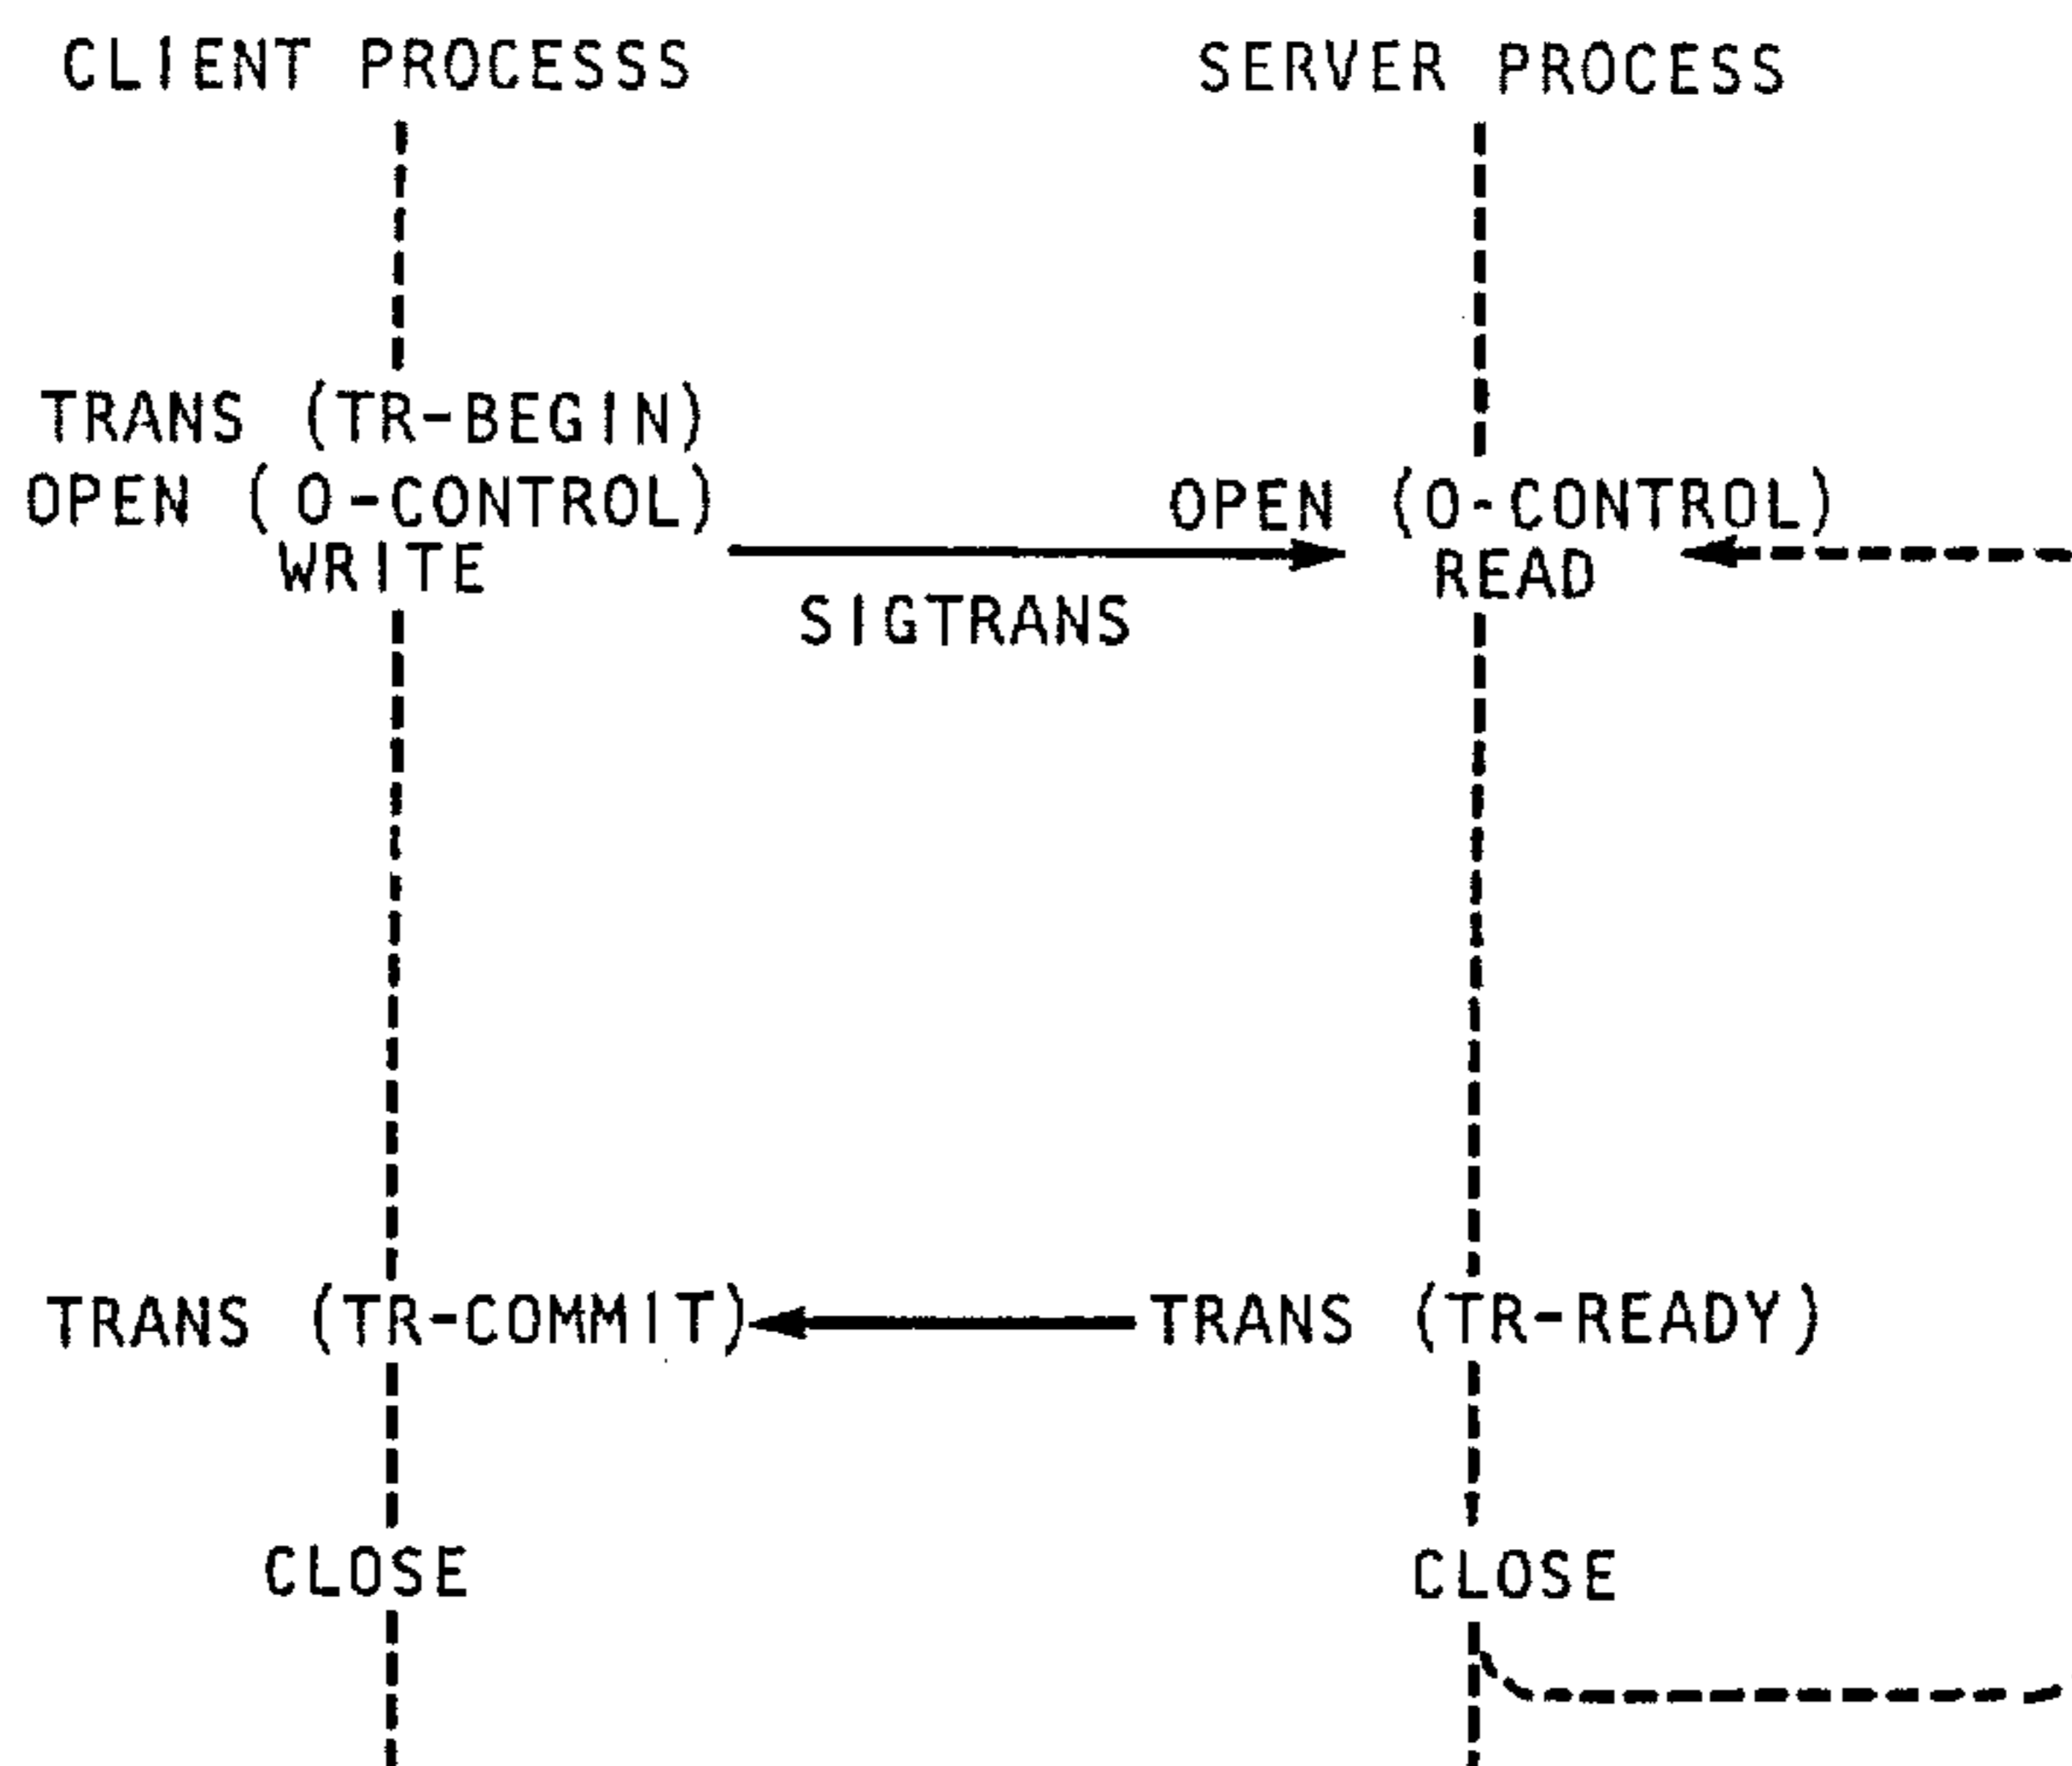 CLIENT PROCESSS
SERVER PROCESS
TRANS (TR-BEGIN)
OPEN (O-CONTROL)
WRITE
OPEN (O-CONTROL)
READ
SIGTRANS
TRANS (TR-COMMIT)
TRANS (TR-READY)
CLOSE
CLOSE